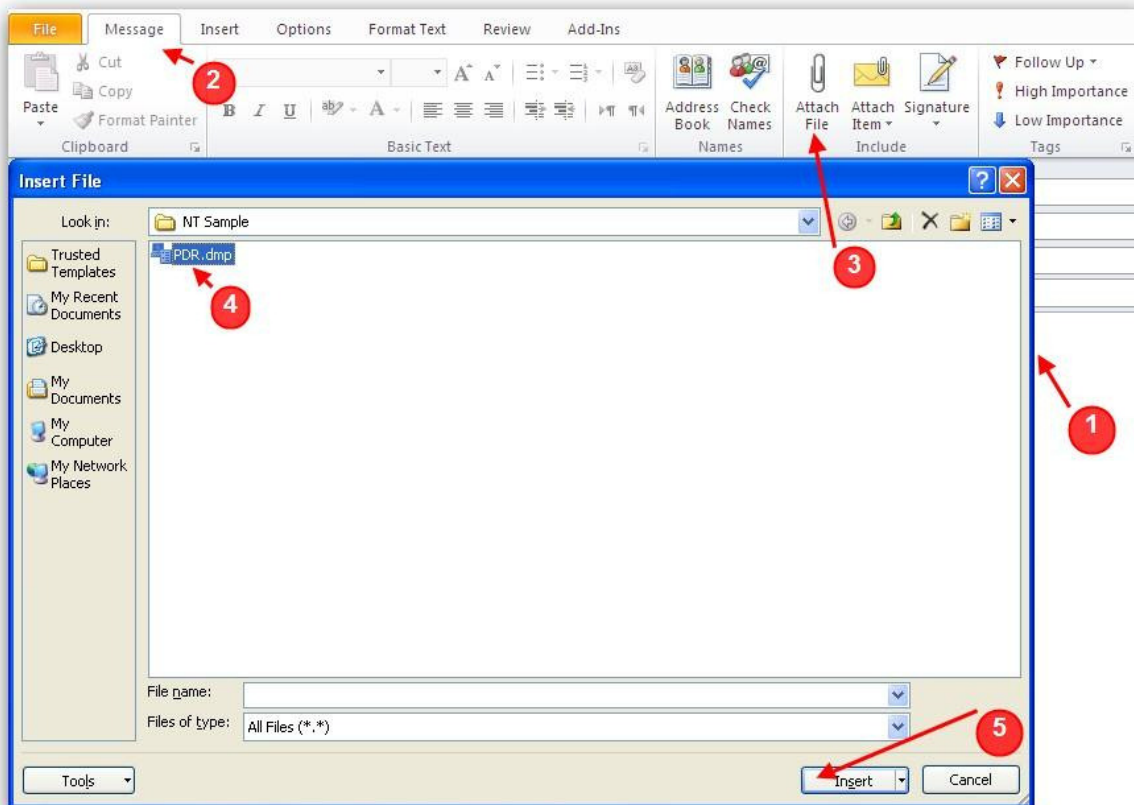 File Message Insert Options Format Text Review Add-Ins
Cut
Copy
Format Painter
Paste
Clipboard
2
B I U
Basic Text
Address Book
Check Names
Names
Attach File
Attach Item
Signature
Include
Follow Up
High Importance
Low Importance
Tags
Insert File
Look in: NT Sample
3
Trusted Templates
My Recent Documents
Desktop
My Documents
My Computer
My Network Places
PDR.dmp
4
1
File name:
Files of type: All Files (*.*)
5
Tools Insert Cancel